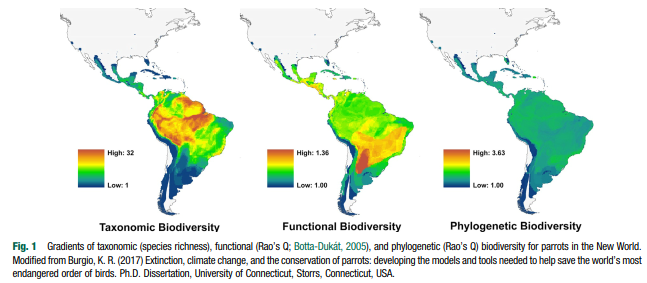 High: 32
Low: 1
High: 1.36
Low: 1.00
High: 3.63
Low: 1.00
Taxonomic Biodiversity
Functional Biodiversity
Phylogenetic Biodiversity
Fig. 1 Gradients of taxonomic (species richness), functional (Rao's Q; Botta-Dukát, 2005), and phylogenetic (Rao's Q) biodiversity for parrots in the New World.
Modified from Burgio, K. R. (2017) Extinction, climate change, and the conservation of parrots: developing the models and tools needed to help save the world's most
endangered order of birds. Ph.D. Dissertation, University of Connecticut, Storrs, Connecticut, USA.